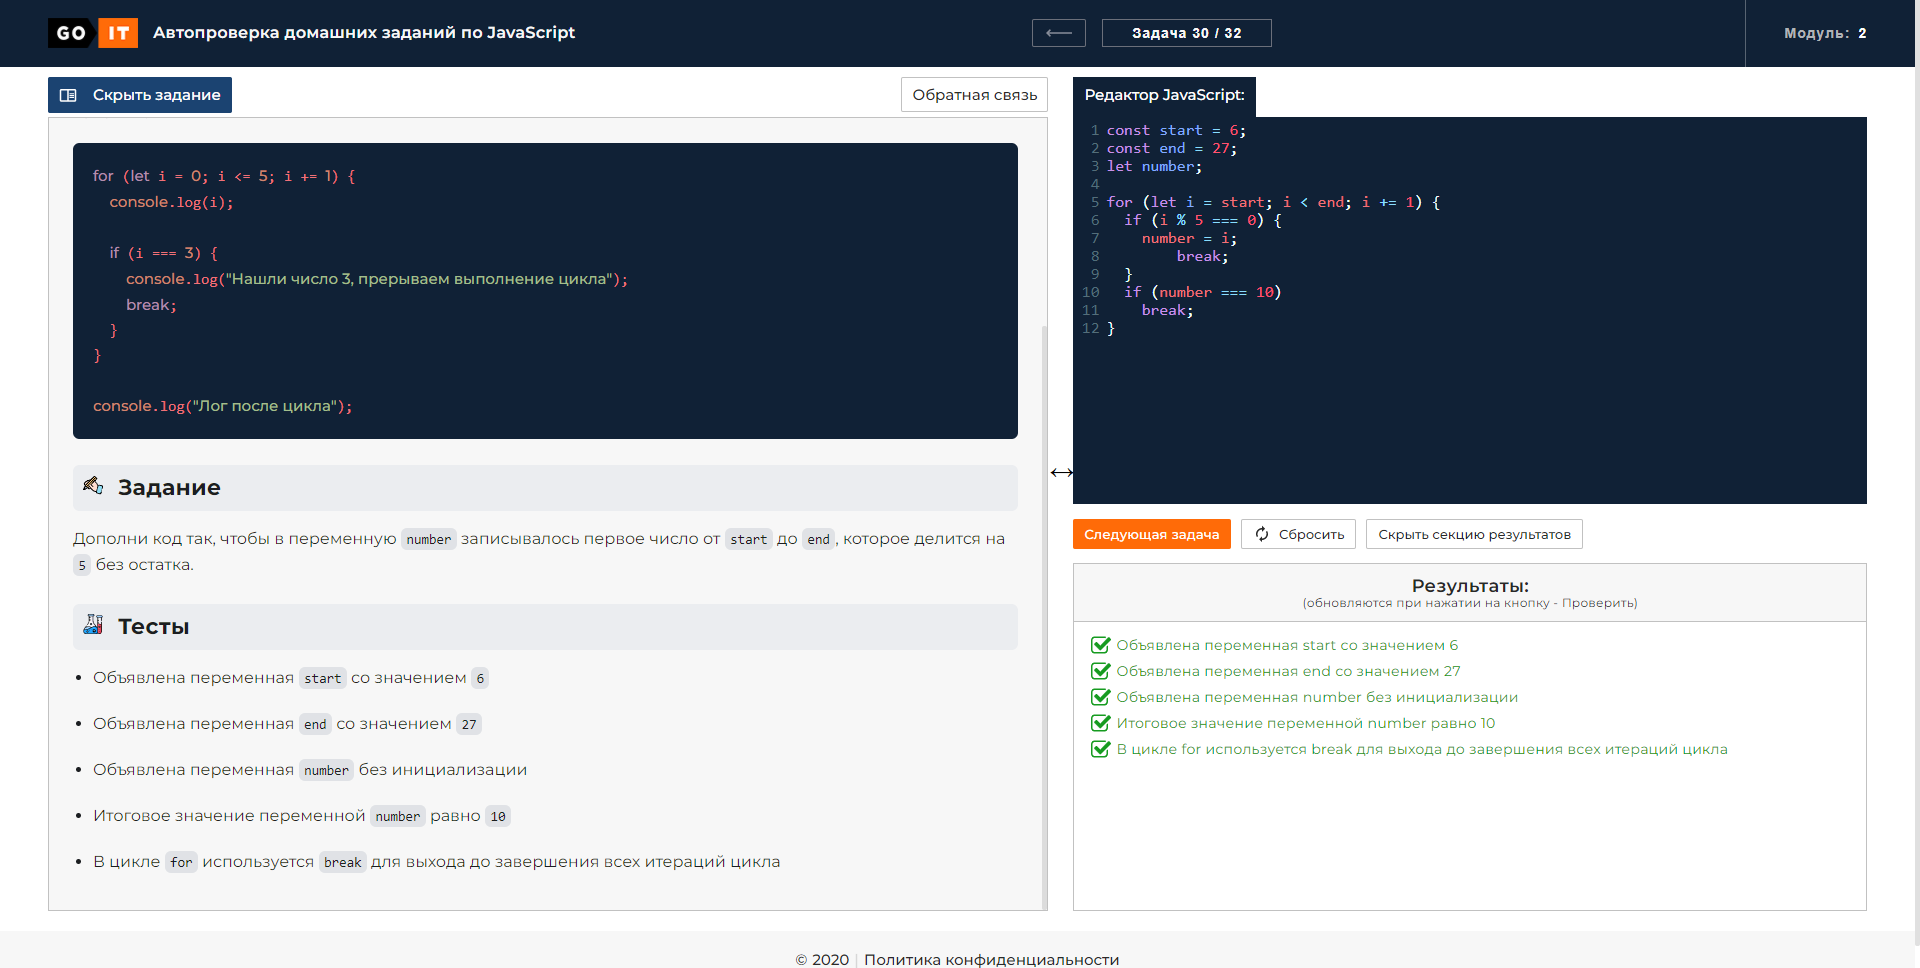 GO IT Автопроверка домашних заданий по JavaScript
Задача 30 / 32
Модуль: 2
Скрыть задание
Обратная связь
for (let i = 0; i <= 5; i += 1) {
console.log(i);
if (i === 3) {
console.log("Нашли число 3, прерываем выполнение цикла");
break;
}
}
console.log("Лог после цикла");
Задание
Дополни код так, чтобы в переменную number записывалось первое число от start до end, которое делится на
5 без остатка.
Тесты
• Объявлена переменная start со значением 6
• Объявлена переменная end со значением 27
• Объявлена переменная number без инициализации
• Итоговое значение переменной number равно 10
• В цикле for используется break для выхода до завершения всех итераций цикла
Редактор JavaScript:
1 const start = 6;
2 const end = 27;
3 let number;
4
5 for (let i = start; i < end; i += 1) {
6 if (i % 5 === 0) {
7 number = i;
8 break;
9 }
10 if (number === 10)
11 break;
12 }
Следующая задача
Сбросить
Скрыть секцию результатов
Результаты:
(обновляются при нажатии на кнопку - Проверить)
Объявлена переменная start со значением 6
Объявлена переменная end со значением 27
Объявлена переменная number без инициализации
Итоговое значение переменной number равно 10
В цикле for используется break для выхода до завершения всех итераций цикла
© 2020 | Политика конфиденциальности